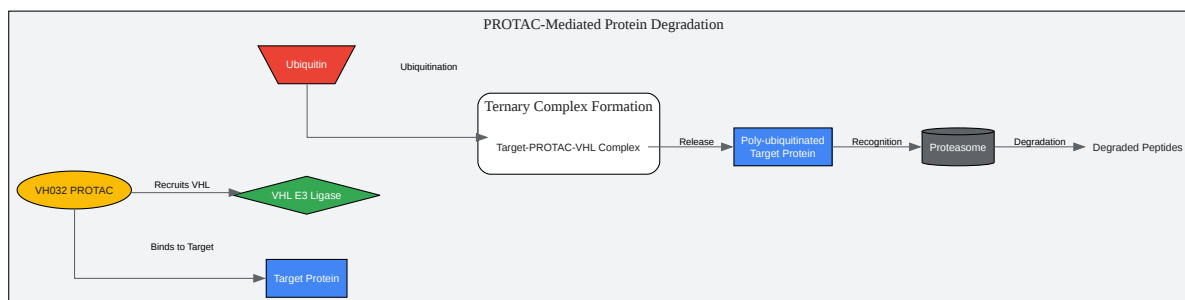 PROTAC-Mediated Protein Degradation
Ubiquitin
Ubiquitination
Ternary Complex Formation
Target-PROTAC-VHL Complex
Release
Poly-ubiquitinated
Target Protein
Recognition
Proteasome
Degradation
Degraded Peptides
VH032 PROTAC
Recruits VHL
VHL E3 Ligase
Binds to Target
Target Protein